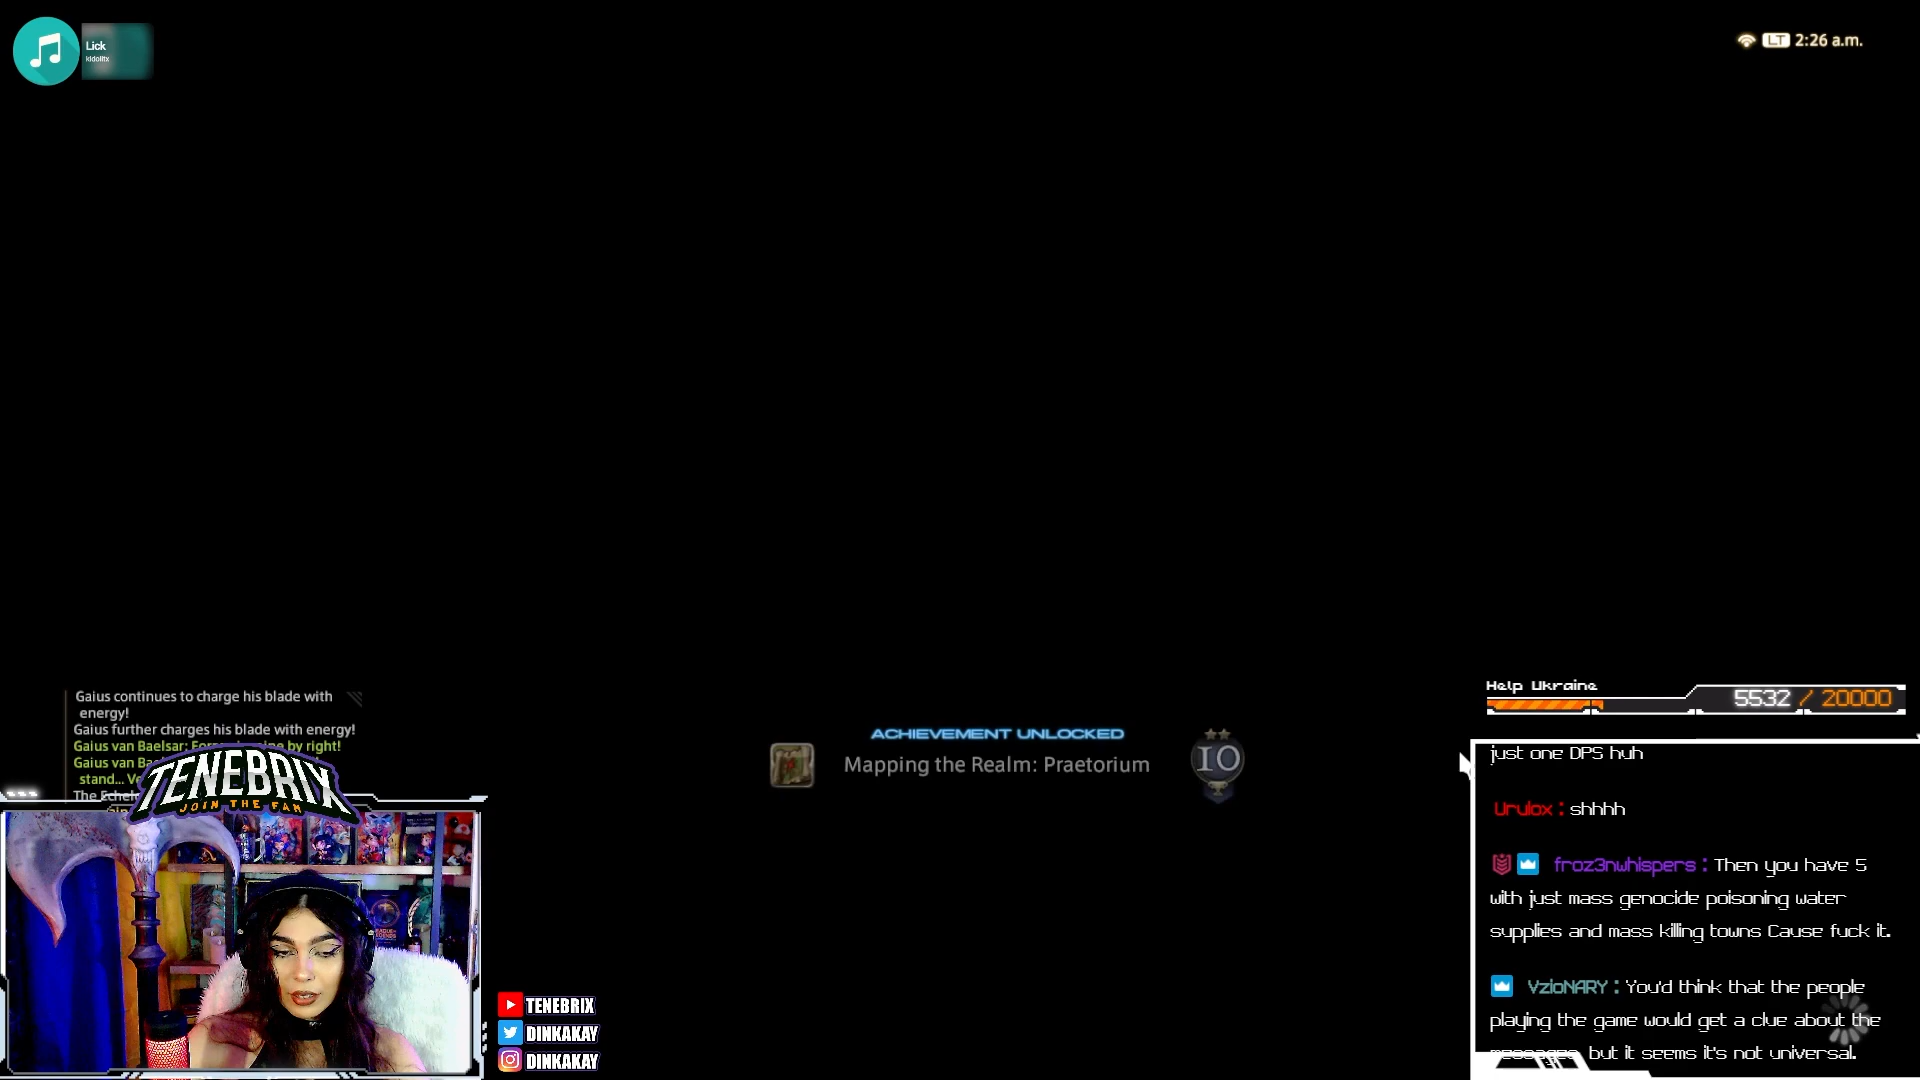 Lick
kidolitx
LT 2:26 a.m.
Gaius continues to charge his blade with
energy!
Gaius further charges his blade with energy!
Gaius van Baelsar: by right!
Gaius van
stand...
The
TENEBRIX
JOIN THE FAM
ACHIEVEMENT UNLOCKED
Mapping the Realm: Praetorium
10
Help Ukraine
5532 / 20000
just one DPS huh
Urulox : shhhh
froz3nwhispers : Then you have 5
with just mass genocide poisoning water
supplies and mass killing towns Cause fuck it.
VzioNARY : You'd think that the people
playing the game would get a clue about the
messages, but it seems it's not universal.
TENEBRIX
DINKAKAY
DINKAKAY